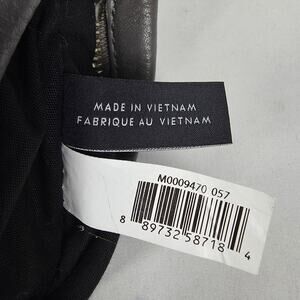 MADE IN VIETNAM
FABRIQUE AU VIETNAM
M0009470 057
8 89732 58718 4